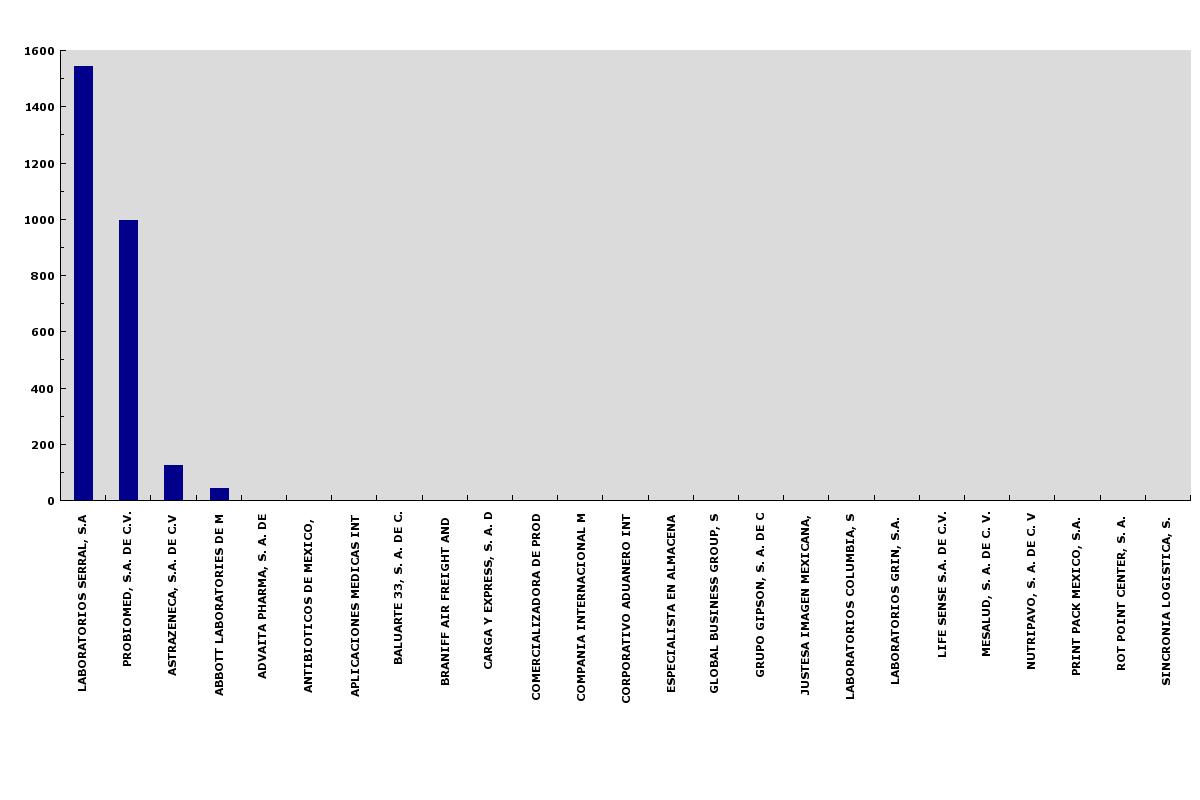 1600
1400
1200
1000
800
600
400
200
0
LABORATORIOS SERRAL, S.A
PROBIOMED, S.A. DE C.V.
ASTRAZENECA, S.A. DE C.V
ABBOTT LABORATORIES DE M
ADVAITA PHARMA, S. A. DE
ANTIBIOTICOS DE MEXICO,
APLICACIONES MEDICAS INT
BALUARTE 33, S. A. DE C.
BRANIFF AIR FREIGHT AND
CARGA Y EXPRESS, S. A. D
COMERCIALIZADORA DE PROD
COMPANIA INTERNACIONAL M
CORPORATIVO ADUANERO INT
ESPECIALISTA EN ALMACENA
GLOBAL BUSINESS GROUP, S
GRUPO GIPSON, S. A. DE C
JUSTESA IMAGEN MEXICANA,
LABORATORIOS COLUMBIA, S
LABORATORIOS GRIN, S.A.
LIFE SENSE S.A. DE C.V.
MESALUD, S. A. DE C. V.
NUTRIPAVO, S. A. DE C. V
PRINT PACK MEXICO, S.A.
ROT POINT CENTER, S. A.
SINCRONIA LOGISTICA, S.